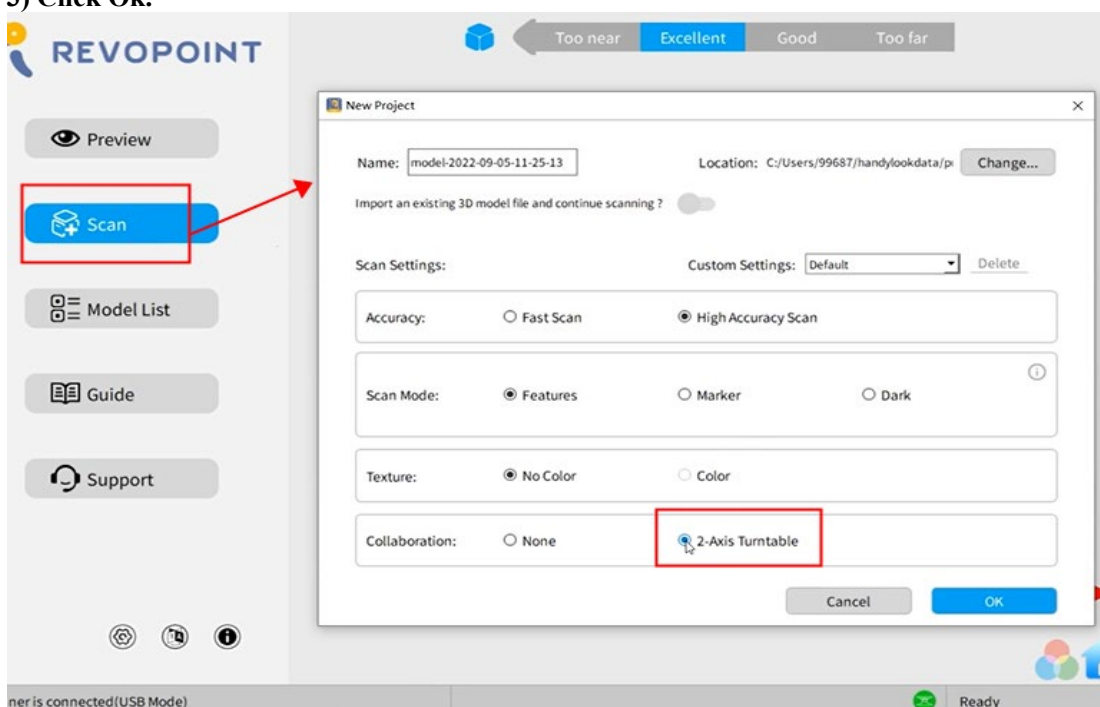 3) Click Ok.
REVOPOINT
Too near Excellent Good Too far
New Project
Preview
Name: model-2022-09-05-11-25-13 Location: C:/Users/99687/handylookdata/p Change...
Import an existing 3D model file and continue scanning ?
Scan
Scan Settings: Custom Settings: Default Delete
Model List
Accuracy: Fast Scan High Accuracy Scan
Guide
Scan Mode: Features Marker Dark
Support
Texture: No Color Color
Collaboration: None 2-Axis Turntable
Cancel OK
ner is connected(USB Mode) Ready